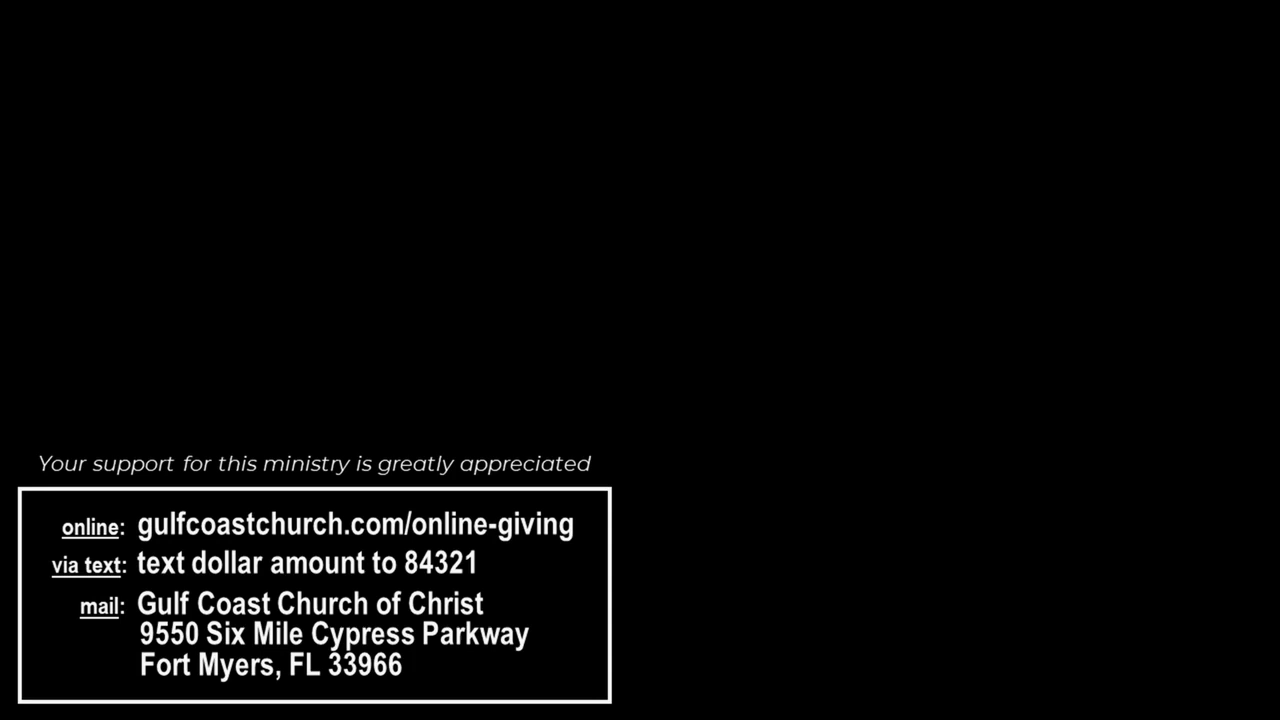 Your support for this ministry is greatly appreciated
online: gulfcoastchurch.com/online-giving
via text: text dollar amount to 84321
mail: Gulf Coast Church of Christ
9550 Six Mile Cypress Parkway
Fort Myers, FL 33966